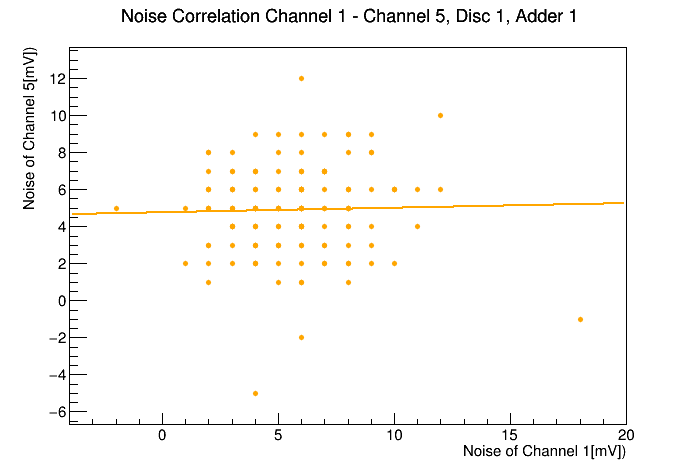 Noise Correlation Channel 1 - Channel 5, Disc 1, Adder 1
Noise of Channel 5[mV])
12
10
8
6
4
2
0
−2
−4
−6
0 5 10 15 20
Noise of Channel 1[mV])